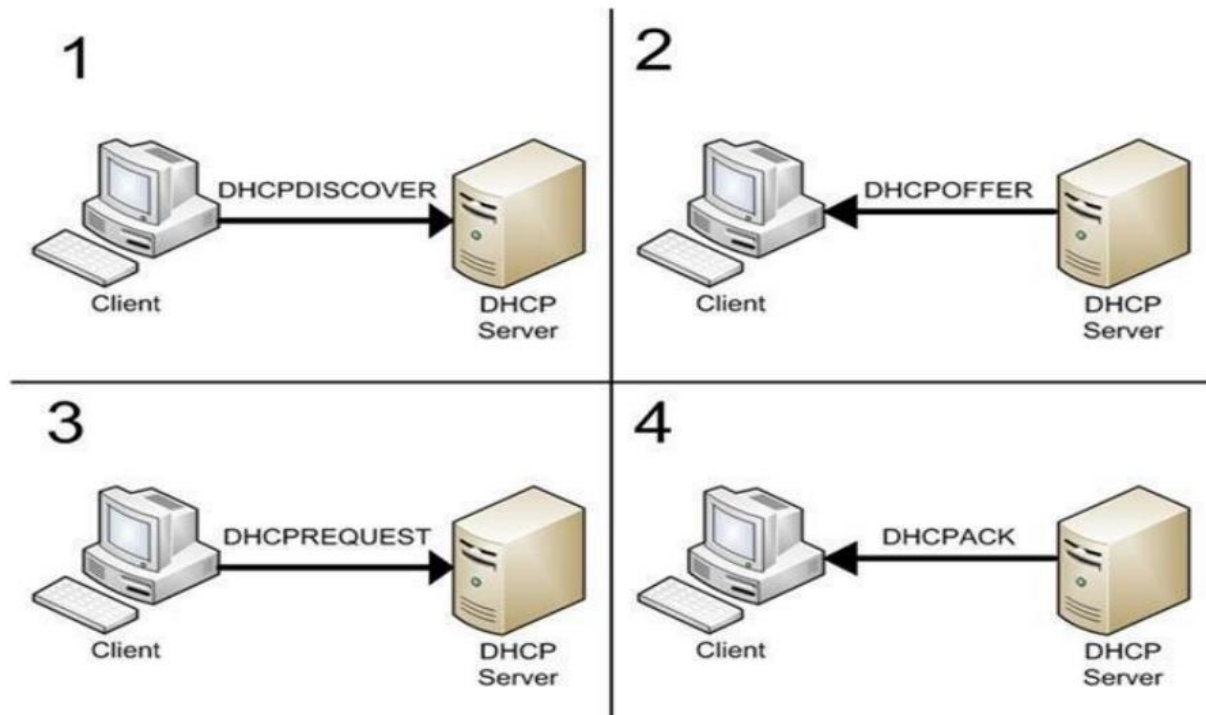 1
DHCPDISCOVER
Client
DHCP
Server
2
DHCPOFFER
Client
DHCP
Server
3
DHCPREQUEST
Client
DHCP
Server
4
DHCPACK
Client
DHCP
Server